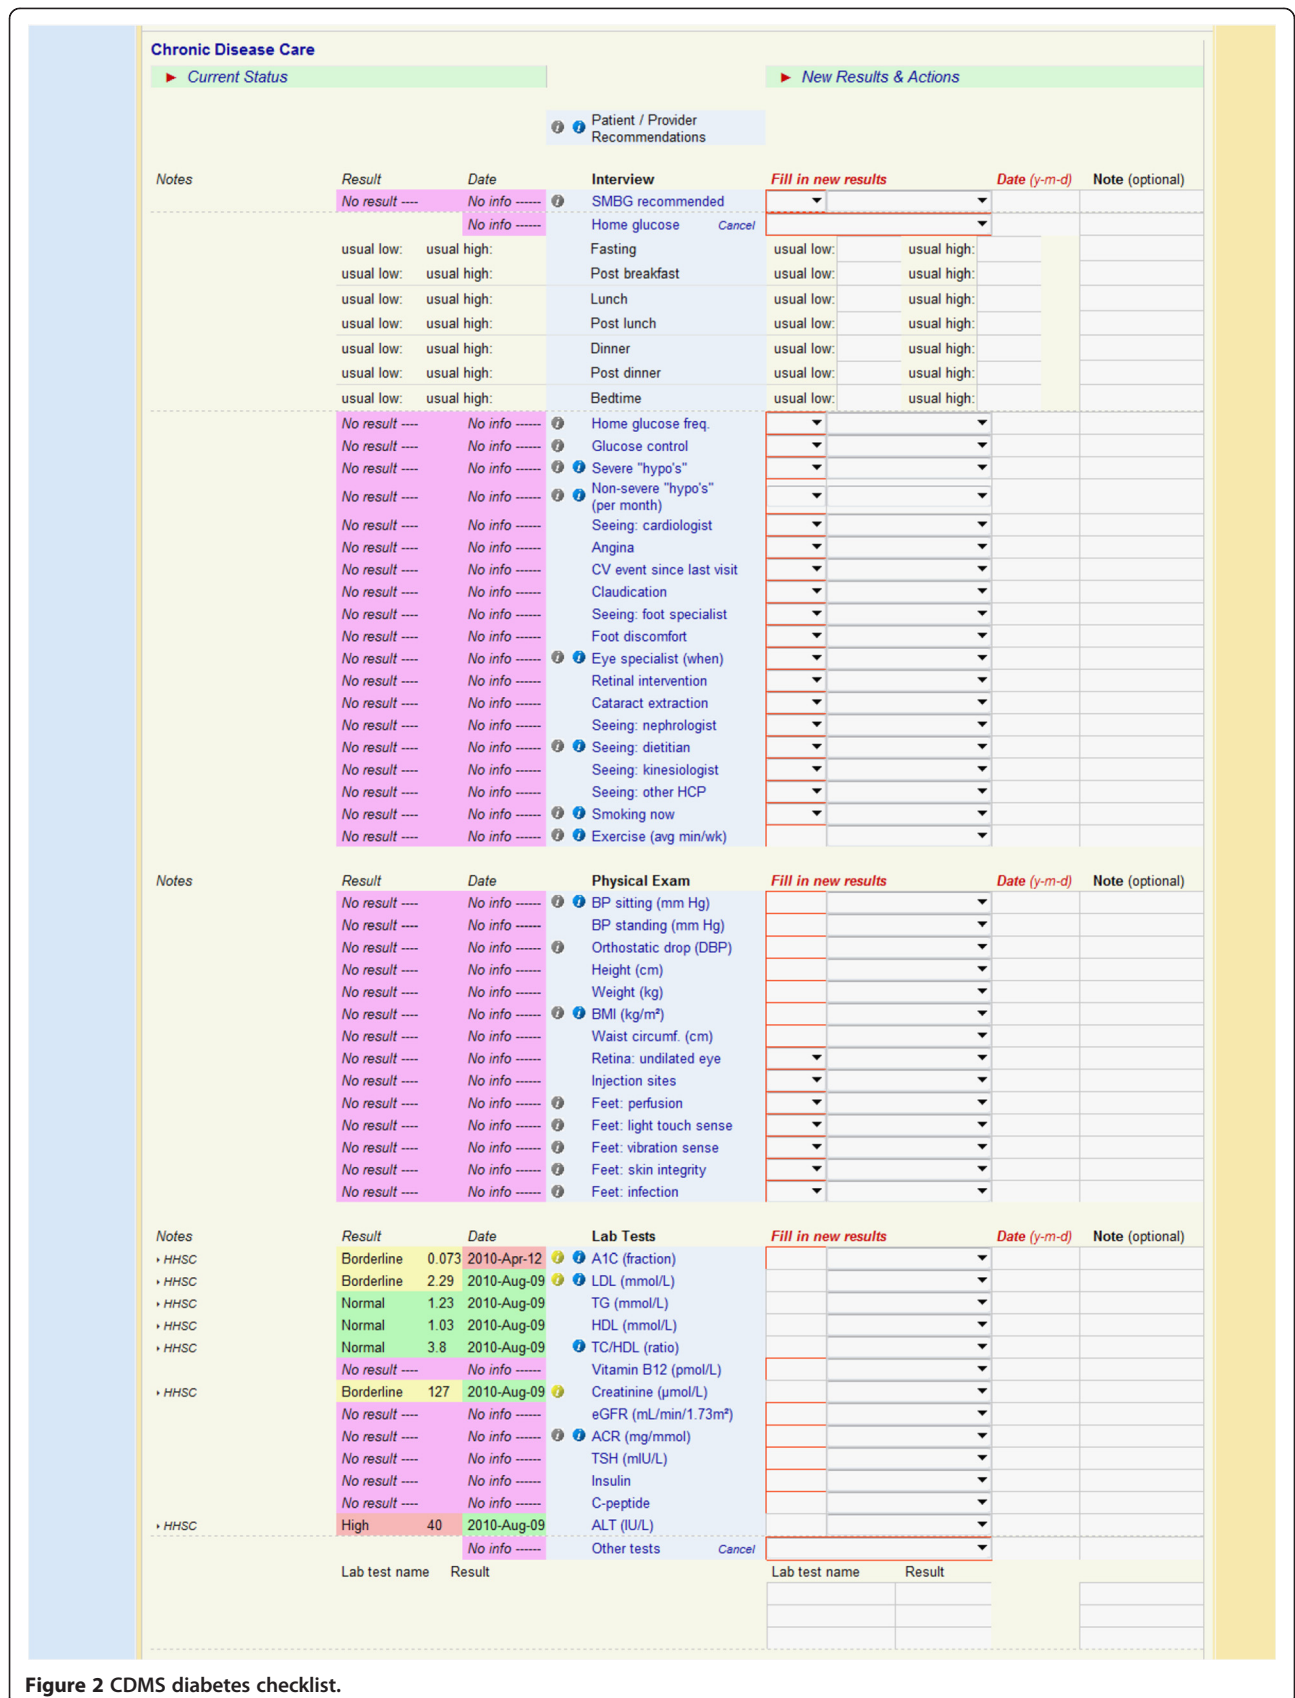 Chronic Disease Care
► Current Status ► New Results & Actions
Patient / Provider
Recommendations
Notes Result Date Interview Fill in new results Date (y-m-d) Note (optional)
No result ---- No info ------ SMBG recommended
No info ------ Home glucose Cancel
usual low: usual high: Fasting usual low: usual high:
usual low: usual high: Post breakfast usual low: usual high:
usual low: usual high: Lunch usual low: usual high:
usual low: usual high: Post lunch usual low: usual high:
usual low: usual high: Dinner usual low: usual high:
usual low: usual high: Post dinner usual low: usual high:
usual low: usual high: Bedtime usual low: usual high:
No result ---- No info ------ Home glucose freq.
No result ---- No info ------ Glucose control
No result ---- No info ------ Severe "hypo's"
No result ---- No info ------ Non-severe "hypo's"
(per month)
No result ---- No info ------ Seeing: cardiologist
No result ---- No info ------ Angina
No result ---- No info ------ CV event since last visit
No result ---- No info ------ Claudication
No result ---- No info ------ Seeing: foot specialist
No result ---- No info ------ Foot discomfort
No result ---- No info ------ Eye specialist (when)
No result ---- No info ------ Retinal intervention
No result ---- No info ------ Cataract extraction
No result ---- No info ------ Seeing: nephrologist
No result ---- No info ------ Seeing: dietitian
No result ---- No info ------ Seeing: kinesiologist
No result ---- No info ------ Seeing: other HCP
No result ---- No info ------ Smoking now
No result ---- No info ------ Exercise (avg min/wk)
Notes Result Date Physical Exam Fill in new results Date (y-m-d) Note (optional)
No result ---- No info ------ BP sitting (mm Hg)
No result ---- No info ------ BP standing (mm Hg)
No result ---- No info ------ Orthostatic drop (DBP)
No result ---- No info ------ Height (cm)
No result ---- No info ------ Weight (kg)
No result ---- No info ------ BMI (kg/m²)
No result ---- No info ------ Waist circumf. (cm)
No result ---- No info ------ Retina: undilated eye
No result ---- No info ------ Injection sites
No result ---- No info ------ Feet: perfusion
No result ---- No info ------ Feet: light touch sense
No result ---- No info ------ Feet: vibration sense
No result ---- No info ------ Feet: skin integrity
No result ---- No info ------ Feet: infection
Notes Result Date Lab Tests Fill in new results Date (y-m-d) Note (optional)
HHSC Borderline 0.073 2010-Apr-12 A1C (fraction)
HHSC Borderline 2.29 2010-Aug-09 LDL (mmol/L)
HHSC Normal 1.23 2010-Aug-09 TG (mmol/L)
HHSC Normal 1.03 2010-Aug-09 HDL (mmol/L)
HHSC Normal 3.8 2010-Aug-09 TC/HDL (ratio)
No result ---- No info ------ Vitamin B12 (pmol/L)
HHSC Borderline 127 2010-Aug-09 Creatinine (µmol/L)
No result ---- No info ------ eGFR (mL/min/1.73m²)
No result ---- No info ------ ACR (mg/mmol)
No result ---- No info ------ TSH (mIU/L)
No result ---- No info ------ Insulin
No result ---- No info ------ C-peptide
HHSC High 40 2010-Aug-09 ALT (IU/L)
No info ------ Other tests Cancel
Lab test name Result Lab test name Result
Figure 2 CDMS diabetes checklist.